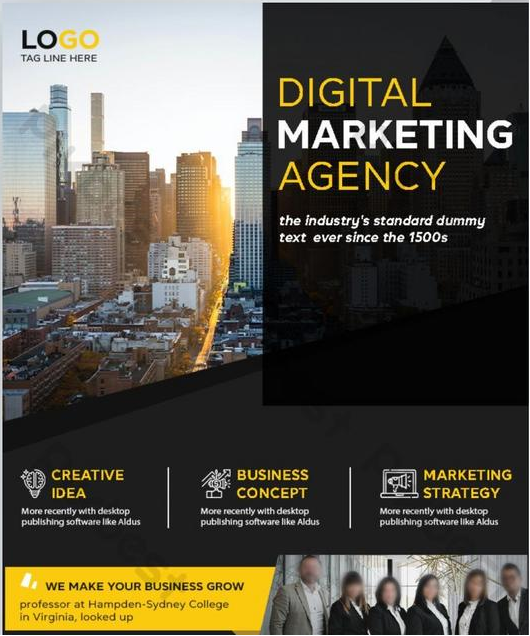 LOGO
TAG LINE HERE
DIGITAL
MARKETING
AGENCY
the industry's standard dummy
text ever since the 1500s
CREATIVE
IDEA
More recently with desktop
publishing software like Aldus
BUSINESS
CONCEPT
More recently with desktop
publishing software like Aldus
MARKETING
STRATEGY
More recently with desktop
publishing software like Aldus
WE MAKE YOUR BUSINESS GROW
professor at Hampden-Sydney College
in Virginia, looked up